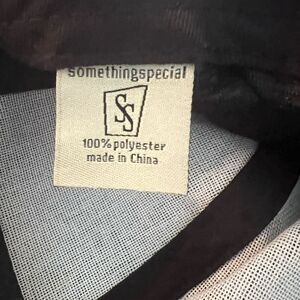 somethingspecial
SS
100% polyester
made in China